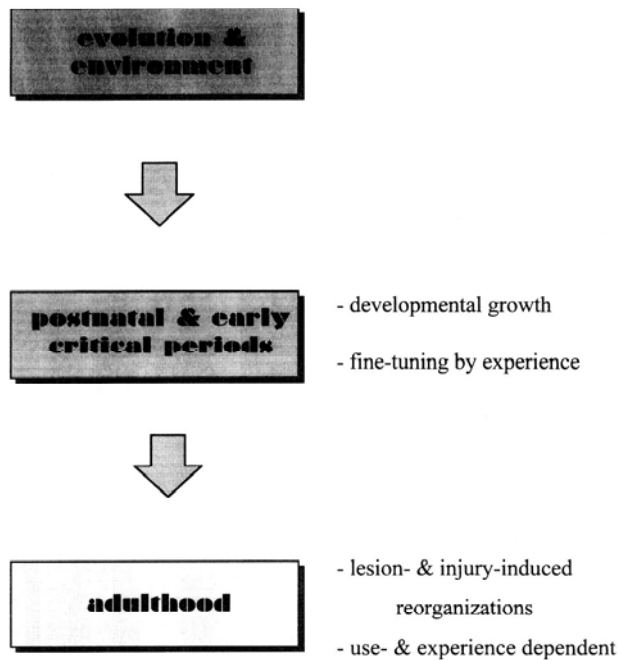 evolution &
environment
postnatal & early
critical periods
- developmental growth
- fine-tuning by experience
adulthood
- lesion- & injury-induced
reorganizations
- use- & experience dependent